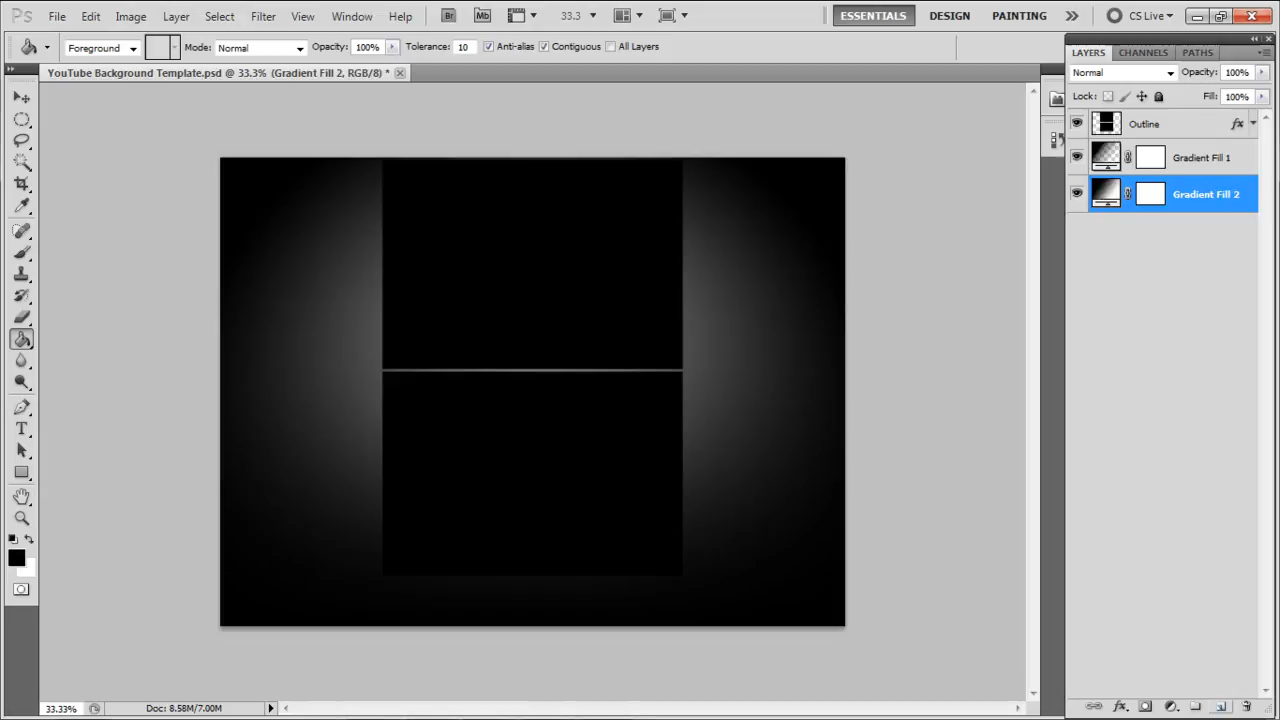 Ps File Edit Image Layer Select Filter View Window Help Br Mb 33.3 ESSENTIALS DESIGN PAINTING CS Live
Foreground Mode: Normal Opacity: 100% Tolerance: 10 Anti-alias Contiguous All Layers
YouTube Background Template.psd @ 33.3% (Gradient Fill 2, RGB/8) *
LAYERS CHANNELS PATHS
Normal Opacity: 100%
Lock: Fill: 100%
Outline fx
Gradient Fill 1
Gradient Fill 2
T
33.33% Doc: 8.58M/7.00M
fx